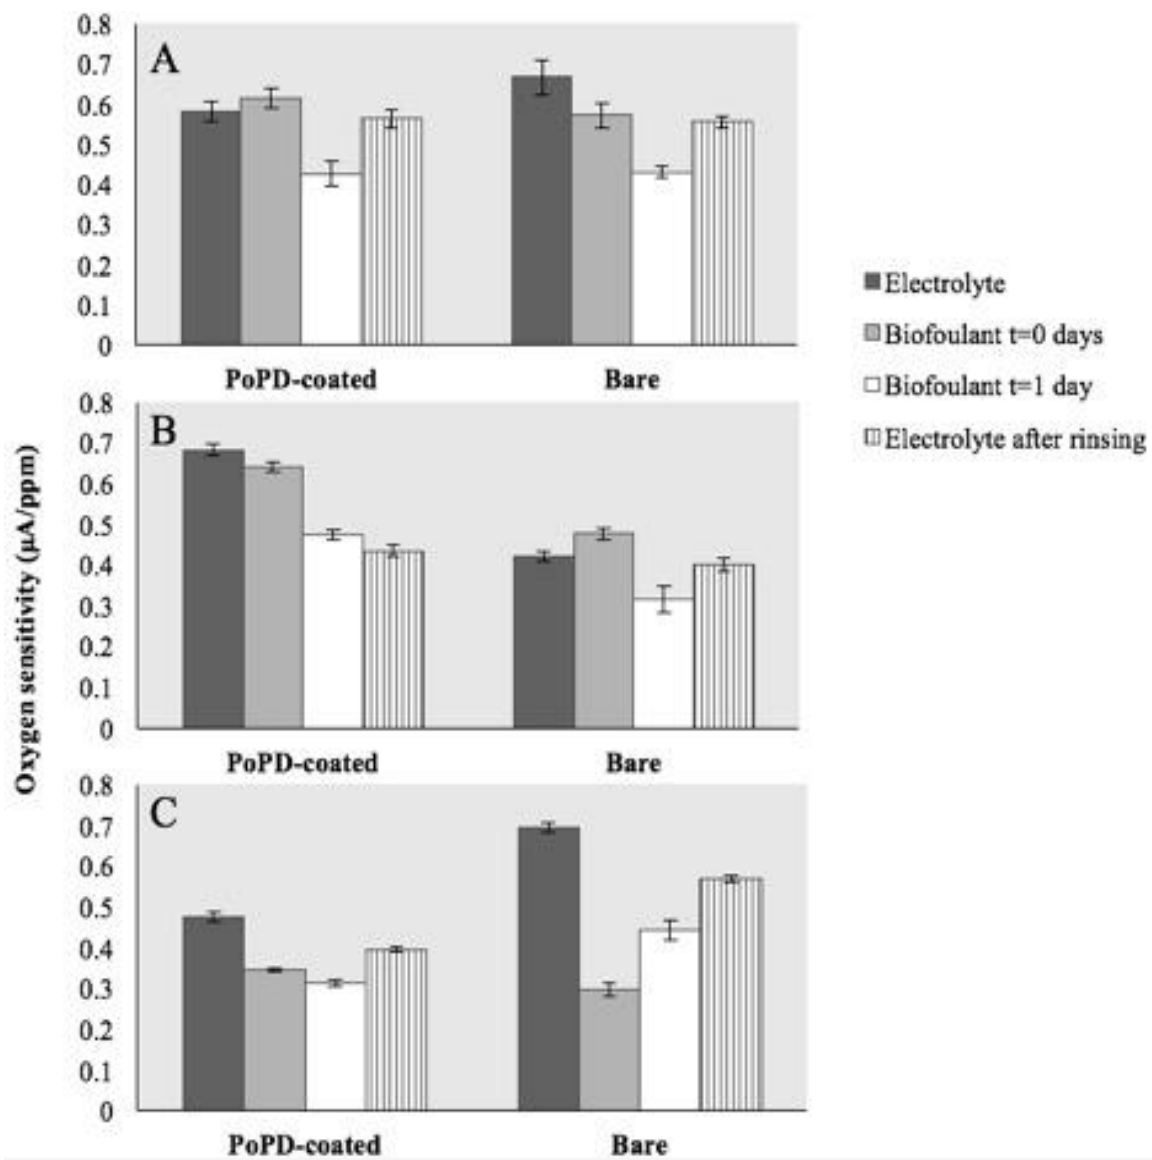 0.8
0.7
0.6
0.5
0.4
0.3
0.2
0.1
0
A
PoPD-coated Bare
0.8
0.7
0.6
0.5
0.4
0.3
0.2
0.1
0
B
PoPD-coated Bare
0.8
0.7
0.6
0.5
0.4
0.3
0.2
0.1
0
C
PoPD-coated Bare
Oxygen sensitivity (µA/ppm)
Electrolyte
Biofoulant t=0 days
Biofoulant t=1 day
Electrolyte after rinsing